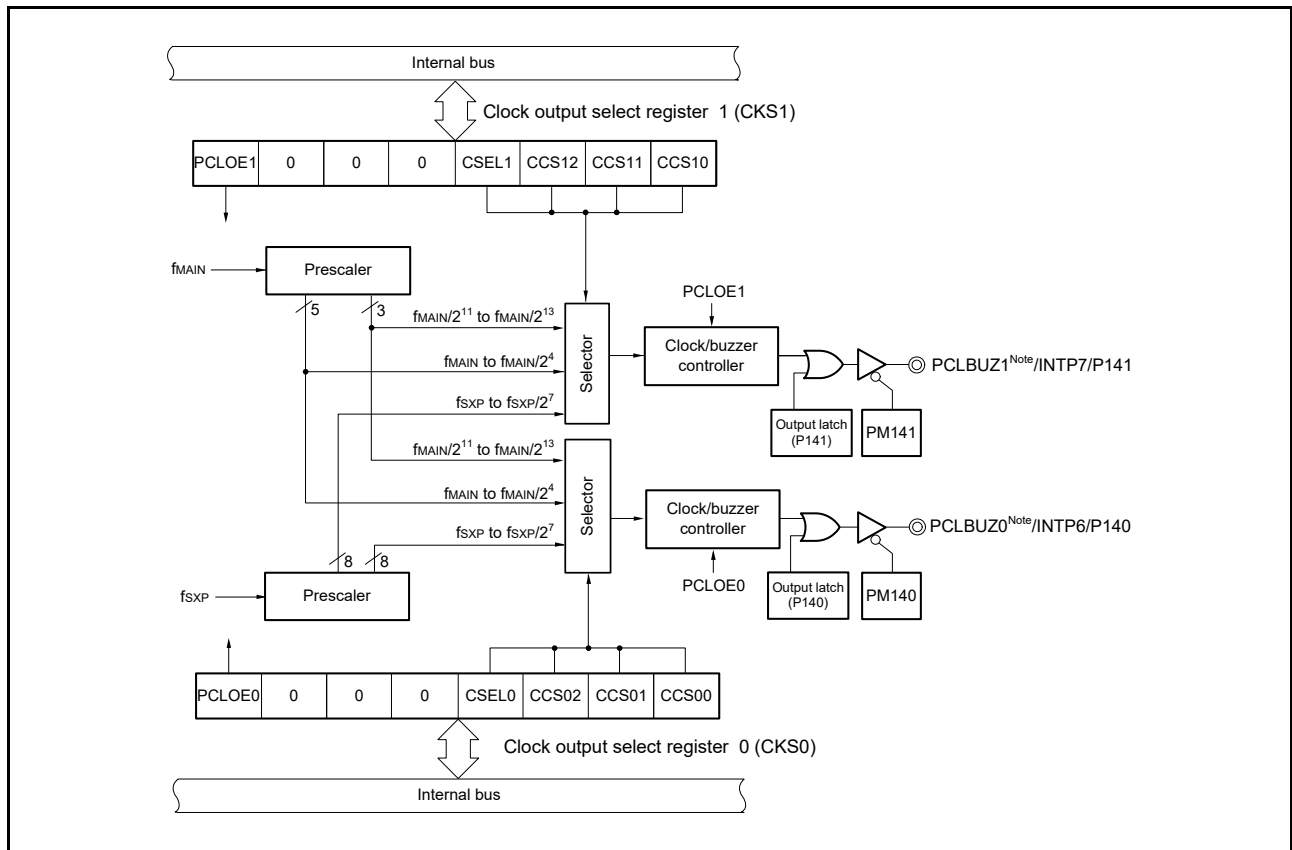 Internal bus
Clock output select register 1 (CKS1)
PCLOE1 0 0 0 CSEL1 CCS12 CCS11 CCS10
fMAIN
Prescaler
5 3
PCLOE1
fMAIN/2^11 to fMAIN/2^13
fMAIN to fMAIN/2^4
fSXP to fSXP/2^7
Selector
Clock/buzzer
controller
PCLBUZ1^Note/INTP7/P141
Output latch
(P141)
PM141
fMAIN/2^11 to fMAIN/2^13
fMAIN to fMAIN/2^4
fSXP to fSXP/2^7
Selector
Clock/buzzer
controller
PCLBUZ0^Note/INTP6/P140
8 8
PCLOE0
Output latch
(P140)
PM140
fSXP
Prescaler
PCLOE0 0 0 0 CSEL0 CCS02 CCS01 CCS00
Clock output select register 0 (CKS0)
Internal bus